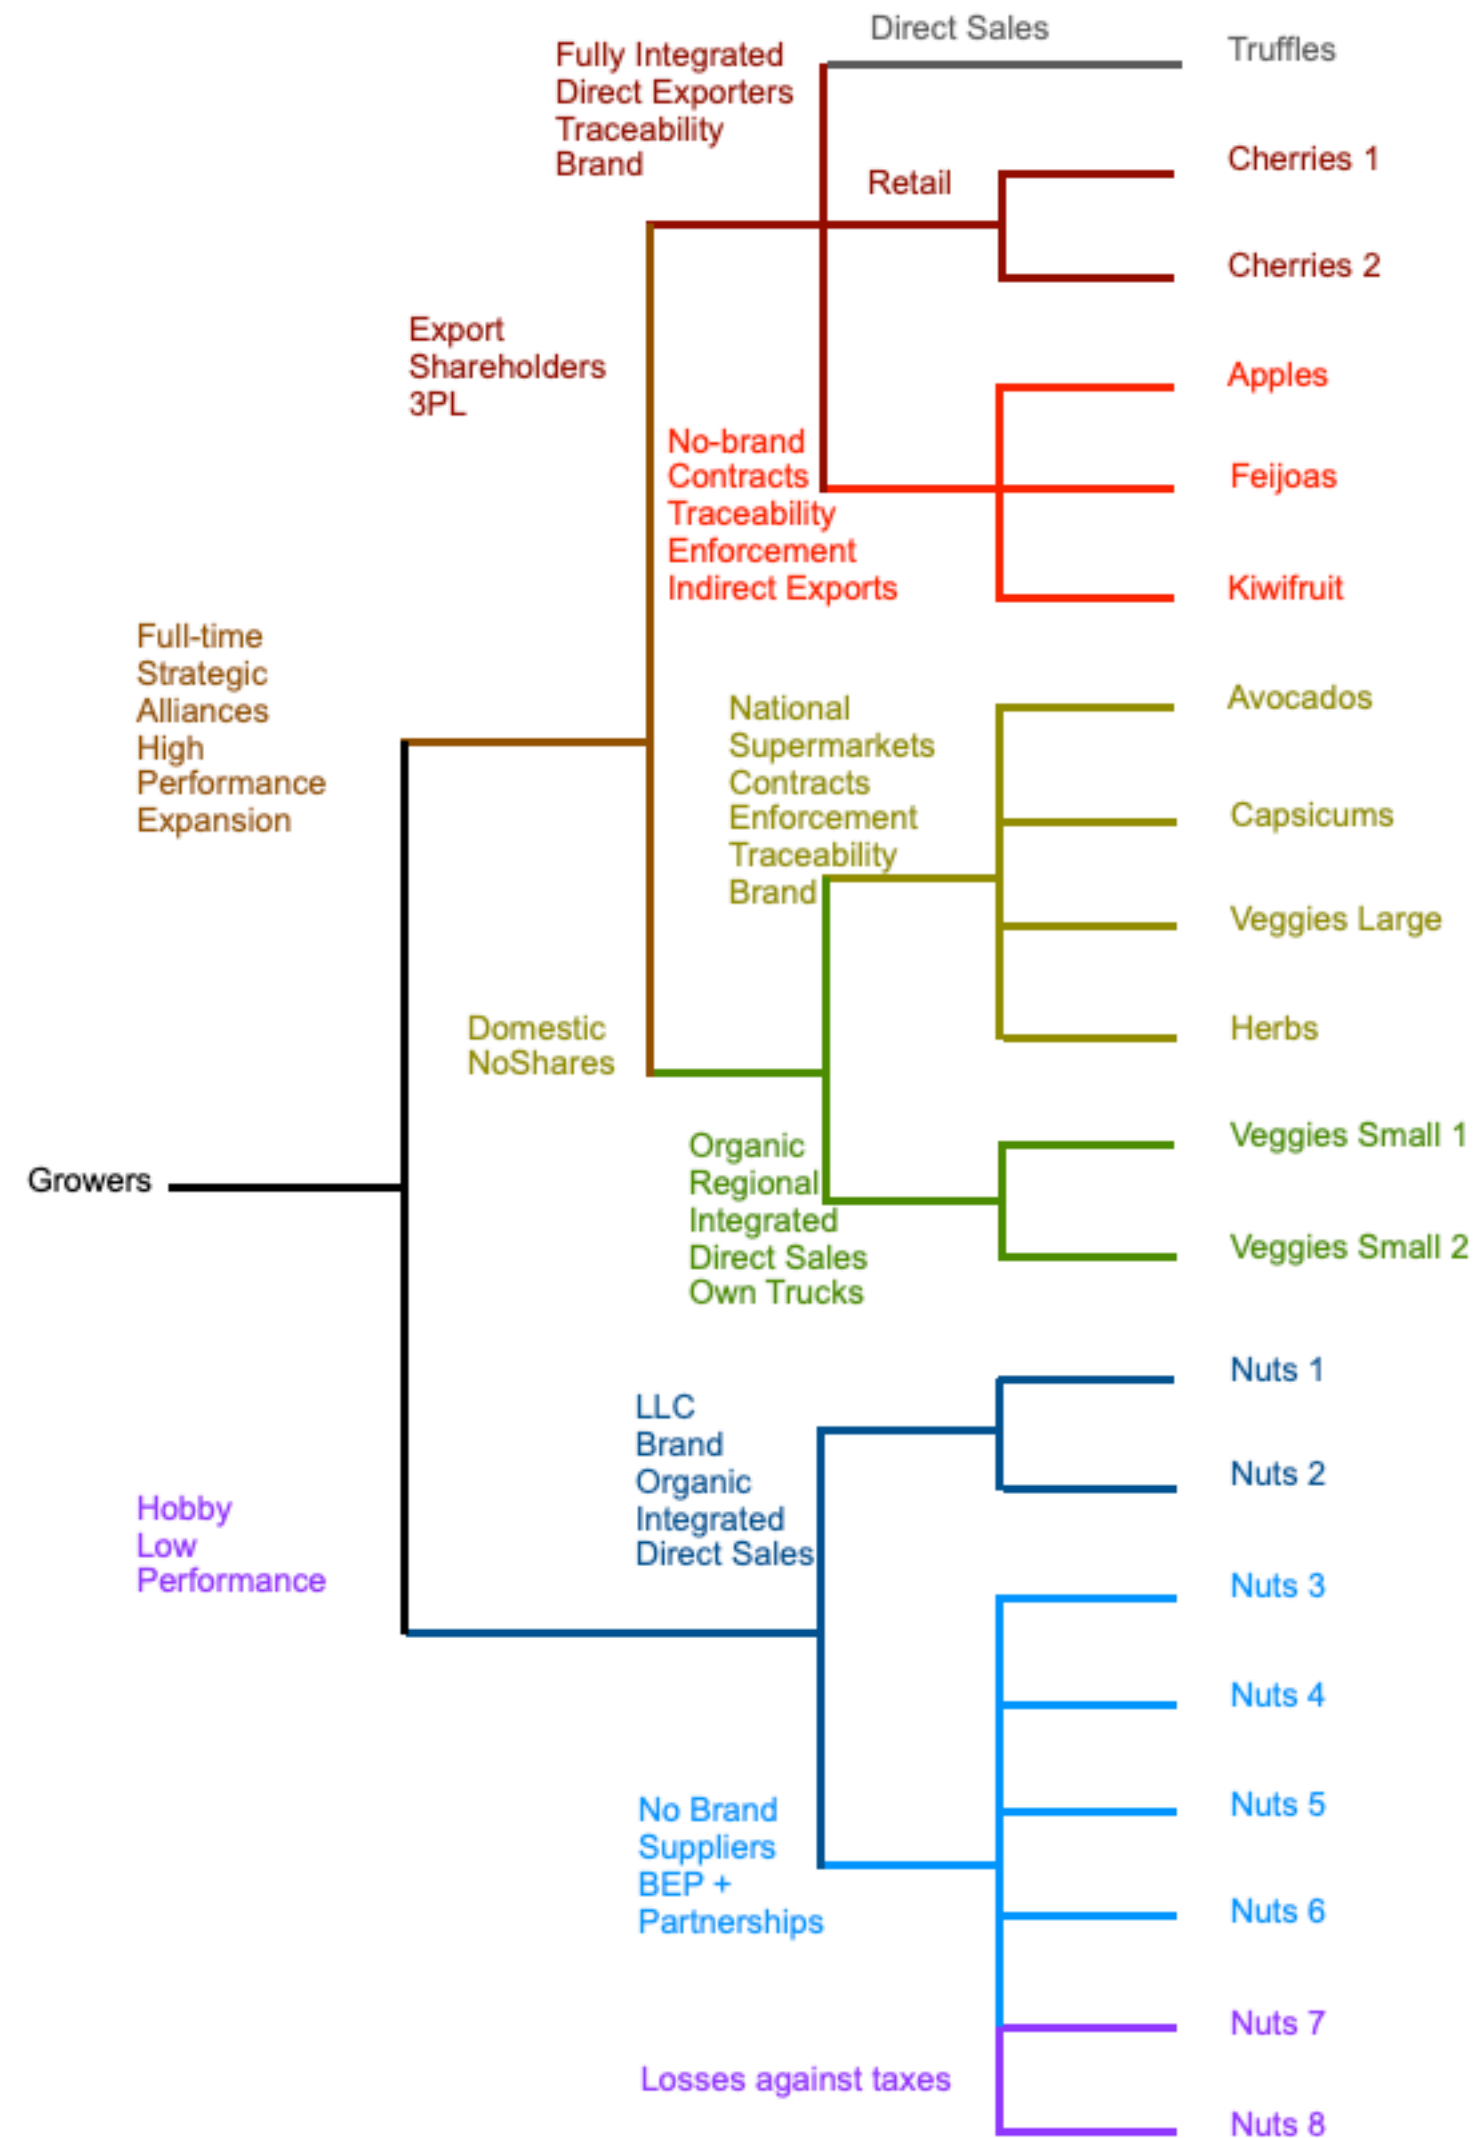 Direct Sales
Truffles
Fully Integrated
Direct Exporters
Traceability
Brand
Retail
Cherries 1
Cherries 2
Export
Shareholders
3PL
Apples
No-brand
Contracts
Traceability
Enforcement
Indirect Exports
Feijoas
Kiwifruit
Full-time
Strategic
Alliances
High
Performance
Expansion
National
Supermarkets
Contracts
Enforcement
Traceability
Brand
Avocados
Capsicums
Veggies Large
Herbs
Domestic
NoShares
Organic
Regional
Integrated
Direct Sales
Own Trucks
Veggies Small 1
Veggies Small 2
Growers
LLC
Brand
Organic
Integrated
Direct Sales
Nuts 1
Nuts 2
Hobby
Low
Performance
Nuts 3
Nuts 4
No Brand
Suppliers
BEP +
Partnerships
Nuts 5
Nuts 6
Nuts 7
Losses against taxes
Nuts 8